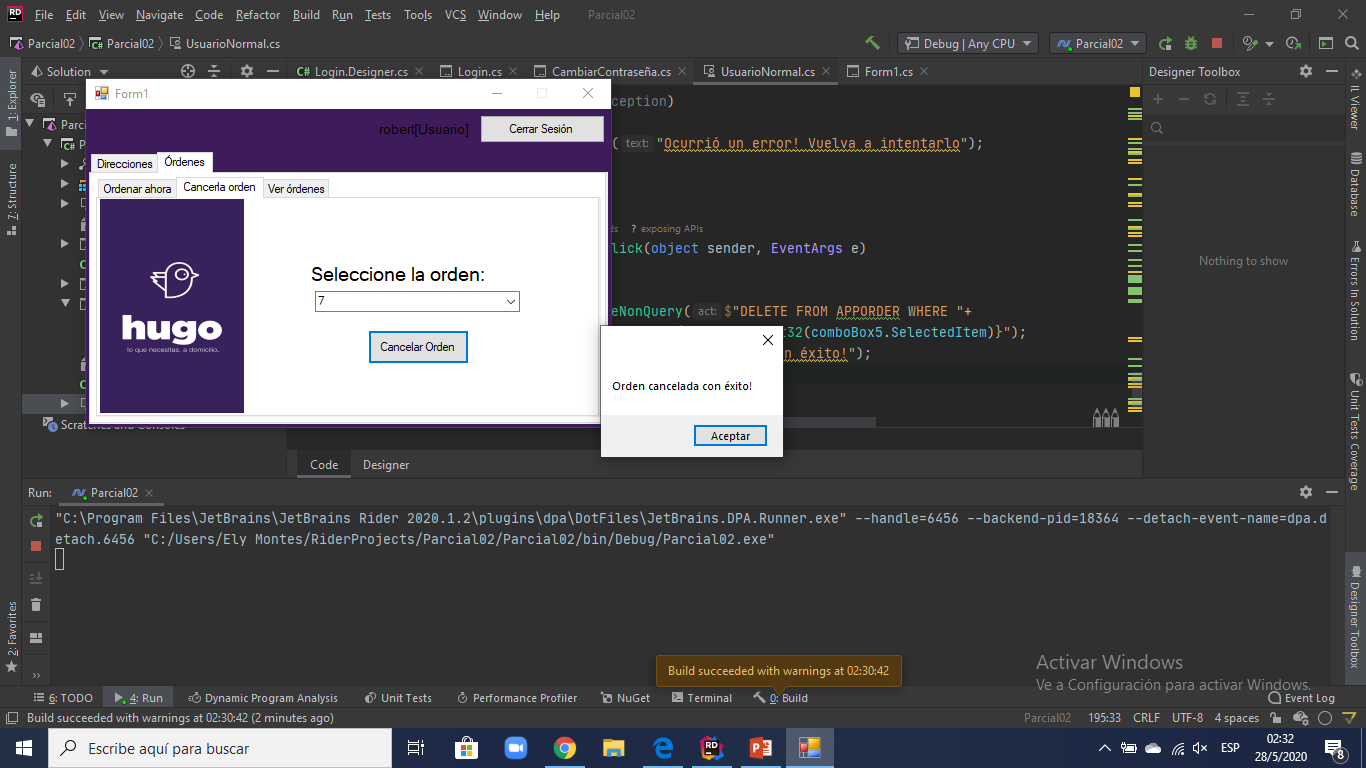 File Edit View Navigate Code Refactor Build Run Tests Tools VCS Window Help Parcial02
Parcial02 Parcial02 UsuarioNormal.cs Debug | Any CPU Parcial02
Solution Login.Designer.cs Login.cs CambiarContraseña.cs UsuarioNormal.cs Form1.cs Designer Toolbox
1: Explorer
7: Structure
2: Favorites
Form1
robert[Usuario] Cerrar Sesión
Direcciones Órdenes
Ordenar ahora Cancerla orden Ver órdenes
hugo
lo que necesitas. a domicilio.
Seleccione la orden:
7
Cancelar Orden
ception)
( text: "Ocurrió un error! Vuelva a intentarlo");
ds ? exposing APIs
lick(object sender, EventArgs e)
eNonQuery( act: $"DELETE FROM APPORDER WHERE "+
t32(comboBox5.SelectedItem)}");
n éxito!");
Orden cancelada con éxito!
Aceptar
Scratches and Consoles
Code Designer
Nothing to show
IL Viewer
Database
Errors In Solution
Unit Tests Coverage
Designer Toolbox
Run: Parcial02
"C:\Program Files\JetBrains\JetBrains Rider 2020.1.2\plugins\dpa\DotFiles\JetBrains.DPA.Runner.exe" --handle=6456 --backend-pid=18364 --detach-event-name=dpa.d
etach.6456 "C:/Users/Ely Montes/RiderProjects/Parcial02/Parcial02/bin/Debug/Parcial02.exe"
Build succeeded with warnings at 02:30:42
Activar Windows
Ve a Configuración para activar Windows.
6: TODO 4: Run Dynamic Program Analysis Unit Tests Performance Profiler NuGet Terminal 0: Build Event Log
Build succeeded with warnings at 02:30:42 (2 minutes ago) Parcial02 195:33 CRLF UTF-8 4 spaces
Escribe aquí para buscar
ESP
02:32
28/5/2020
8